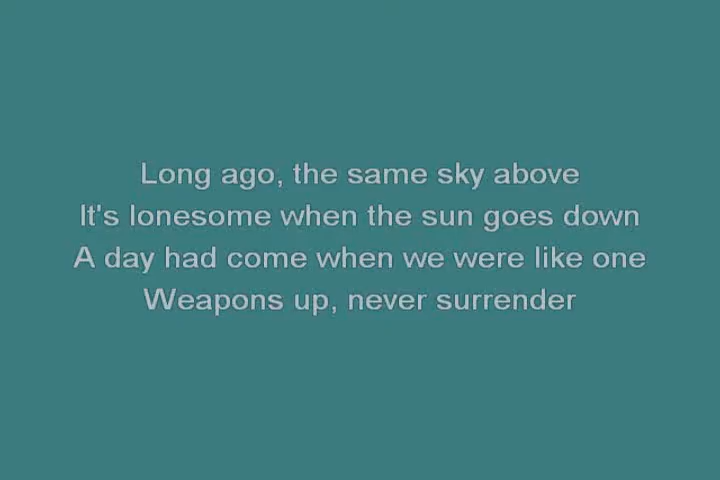 Long ago, the same sky above
It's lonesome when the sun goes down
A day had come when we were like one
Weapons up, never surrender